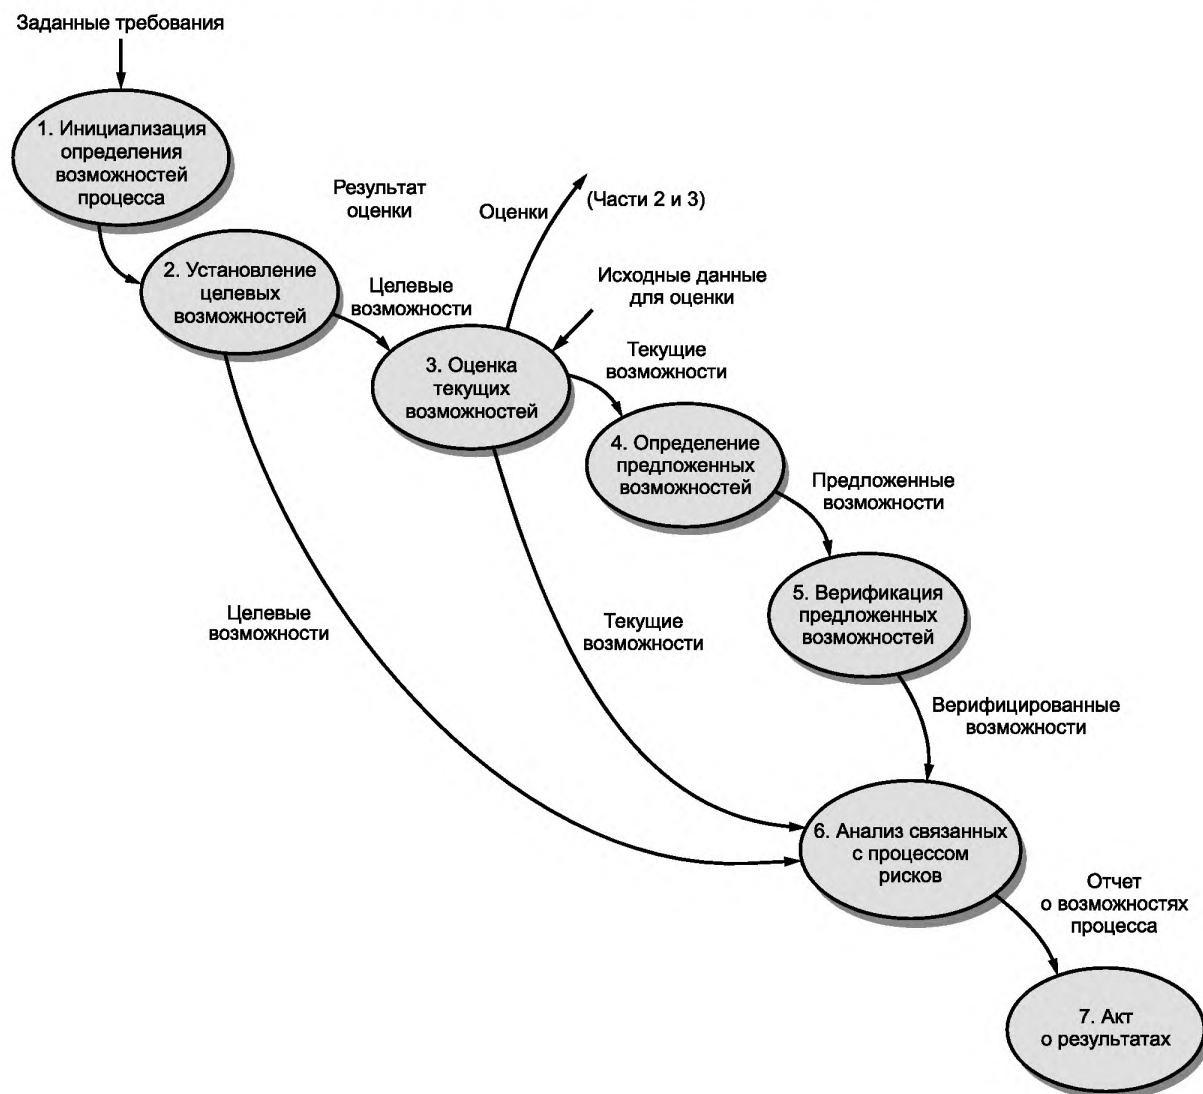 Заданные требования
1. Инициализация
определения
возможностей
процесса
Результат
оценки
Оценки
(Части 2 и 3)
2. Установление
целевых
возможностей
Целевые
возможности
Исходные данные
для оценки
3. Оценка
текущих
возможностей
Текущие
возможности
4. Определение
предложенных
возможностей
Предложенные
возможности
5. Верификация
предложенных
возможностей
Целевые
возможности
Текущие
возможности
Верифицированные
возможности
6. Анализ связанных
с процессом
рисков
Отчет
о возможностях
процесса
7. Акт
о результатах